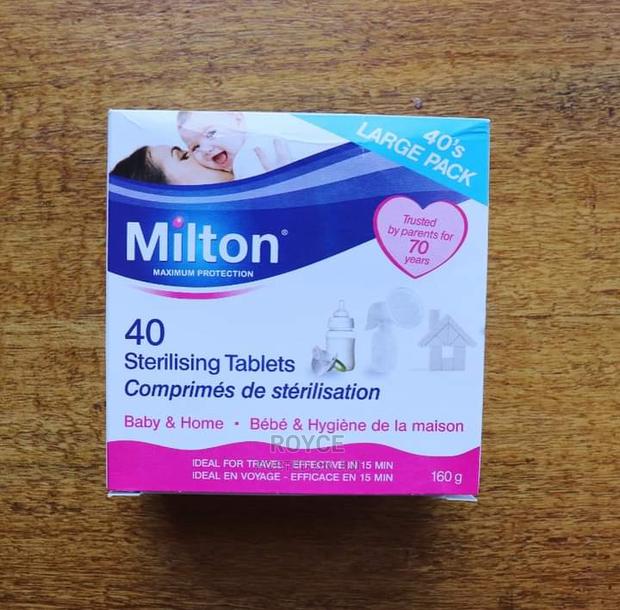 40's
LARGE PACK
Trusted
by parents for
70
years
Milton®
MAXIMUM PROTECTION
40
Sterilising Tablets
Comprimés de stérilisation
Baby & Home • Bébé & Hygiène de la maison
ROYCE
IDEAL FOR TRAVEL - EFFECTIVE IN 15 MIN
IDEAL EN VOYAGE - EFFICACE EN 15 MIN
160 g